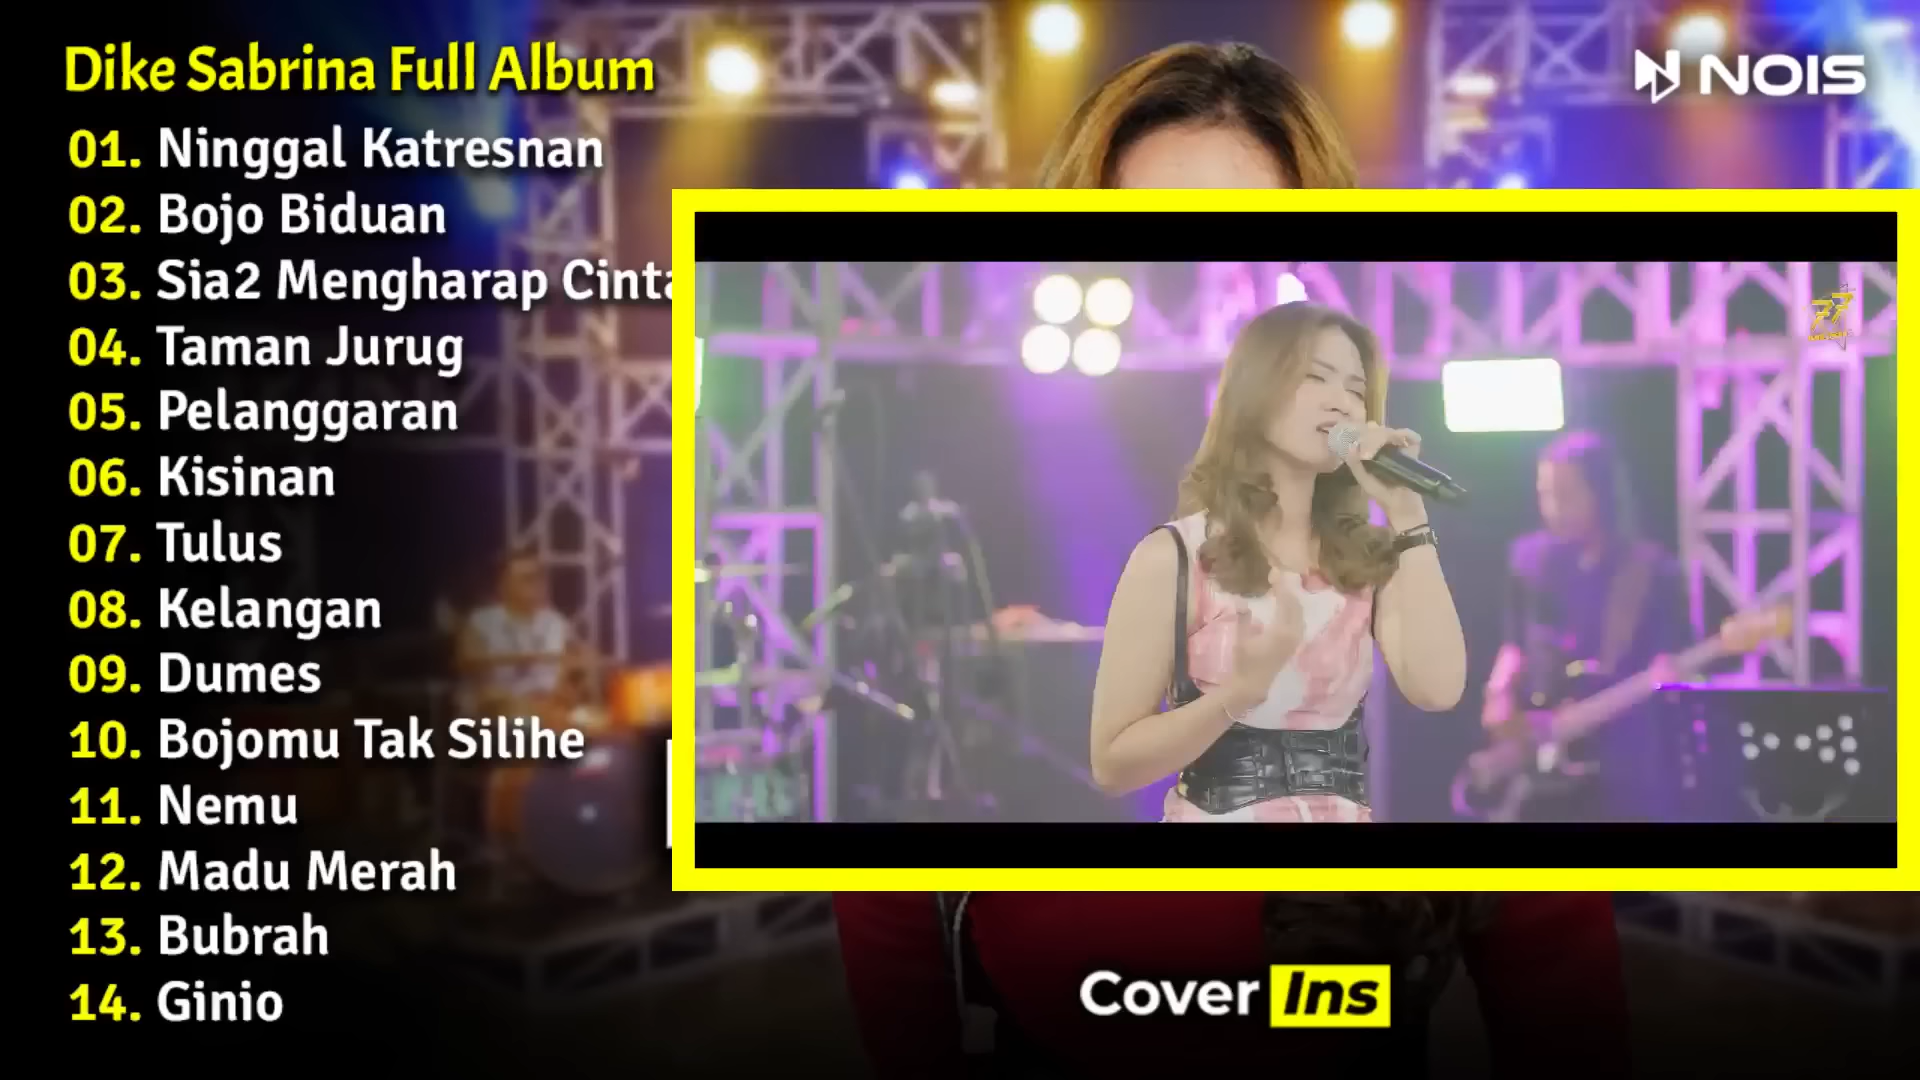 Dike Sabrina Full Album
NOIS
01. Ninggal Katresnan
02. Bojo Biduan
03. Sia2 Mengharap Cinta
04. Taman Jurug
05. Pelanggaran
06. Kisinan
07. Tulus
08. Kelangan
09. Dumes
10. Bojomu Tak Silihe
11. Nemu
12. Madu Merah
13. Bubrah
14. Ginio
77
Cover Ins